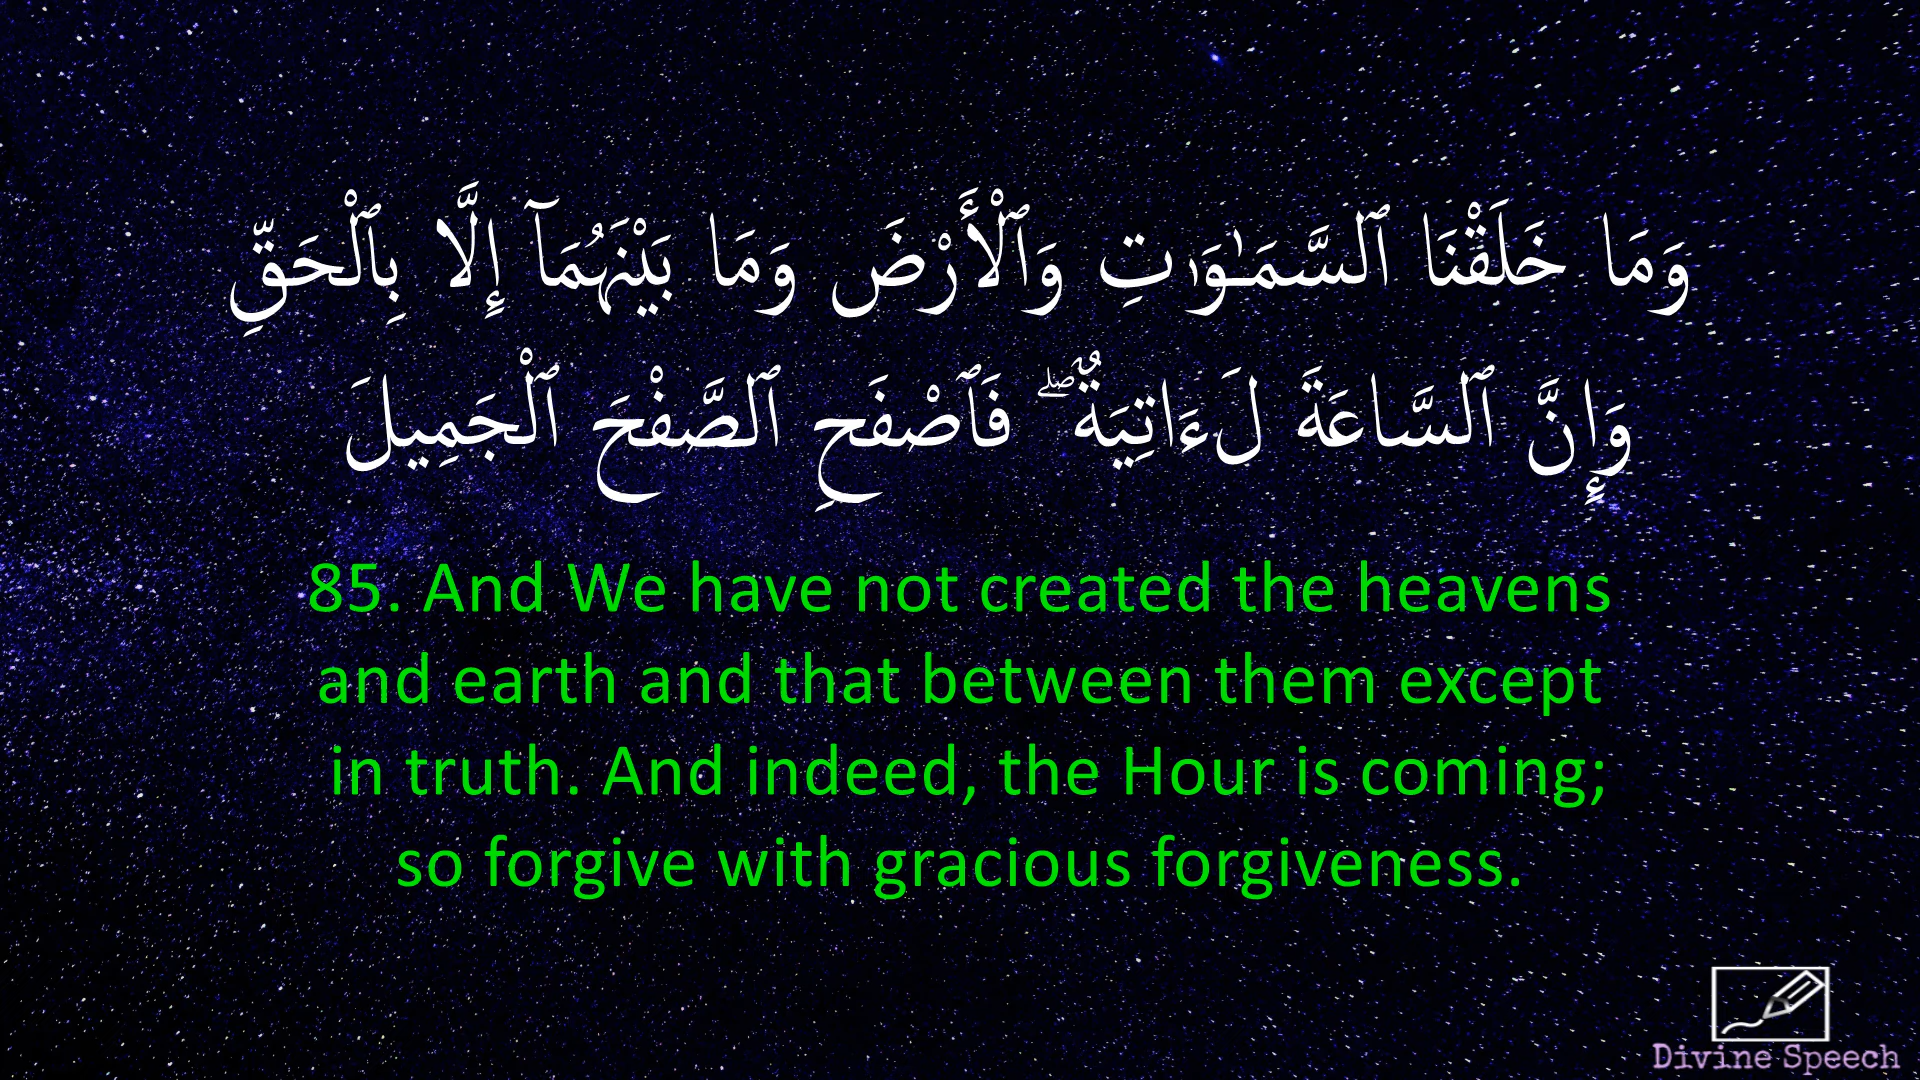 وَمَا خَلَقْنَا ٱلسَّمَـٰوَٰتِ وَٱلْأَرْضَ وَمَا بَيْنَهُمَآ إِلَّا بِٱلْحَقِّ
وَإِنَّ ٱلسَّاعَةَ لَـَٔاتِيَةٌ ۖ فَٱصْفَحِ ٱلصَّفْحَ ٱلْجَمِيلَ
85. And We have not created the heavens
and earth and that between them except
in truth. And indeed, the Hour is coming;
so forgive with gracious forgiveness.
Divine Speech